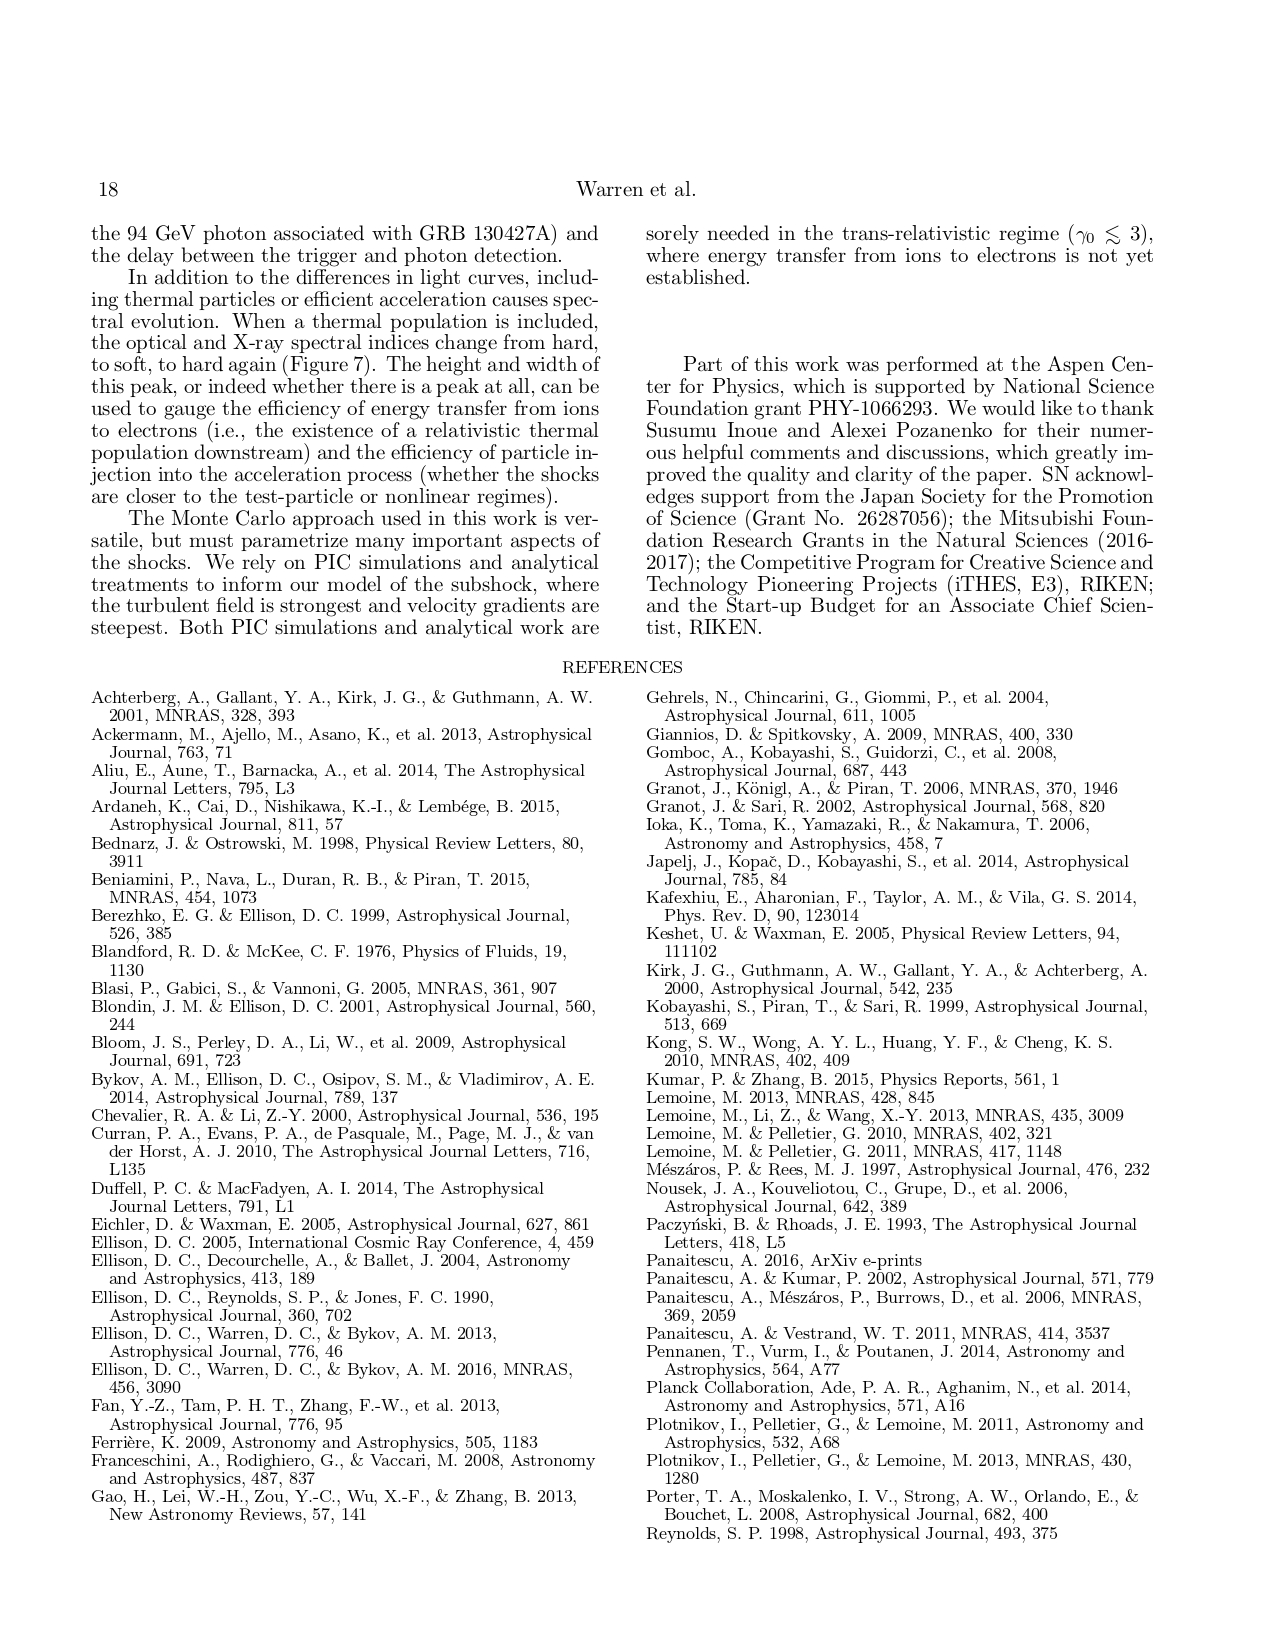 18
Warren et al.
the 94 GeV photon associated with GRB 130427A) and
the delay between the trigger and photon detection.
In addition to the differences in light curves, includ-
ing thermal particles or efficient acceleration causes spec-
tral evolution. When a thermal population is included,
the optical and X-ray spectral indices change from hard,
to soft, to hard again (Figure 7). The height and width of
this peak, or indeed whether there is a peak at all, can be
used to gauge the efficiency of energy transfer from ions
to electrons (i.e., the existence of a relativistic thermal
population downstream) and the efficiency of particle in-
jection into the acceleration process (whether the shocks
are closer to the test-particle or nonlinear regimes).
The Monte Carlo approach used in this work is ver-
satile, but must parametrize many important aspects of
the shocks. We rely on PIC simulations and analytical
treatments to inform our model of the subshock, where
the turbulent field is strongest and velocity gradients are
steepest. Both PIC simulations and analytical work are
sorely needed in the trans-relativistic regime (γ₀ ≲ 3),
where energy transfer from ions to electrons is not yet
established.
Part of this work was performed at the Aspen Cen-
ter for Physics, which is supported by National Science
Foundation grant PHY-1066293. We would like to thank
Susumu Inoue and Alexei Pozanenko for their numer-
ous helpful comments and discussions, which greatly im-
proved the quality and clarity of the paper. SN acknowl-
edges support from the Japan Society for the Promotion
of Science (Grant No. 26287056); the Mitsubishi Foun-
dation Research Grants in the Natural Sciences (2016-
2017); the Competitive Program for Creative Science and
Technology Pioneering Projects (iTHES, E3), RIKEN;
and the Start-up Budget for an Associate Chief Scien-
tist, RIKEN.
REFERENCES
Achterberg, A., Gallant, Y. A., Kirk, J. G., & Guthmann, A. W.
2001, MNRAS, 328, 393
Ackermann, M., Ajello, M., Asano, K., et al. 2013, Astrophysical
Journal, 763, 71
Aliu, E., Aune, T., Barnacka, A., et al. 2014, The Astrophysical
Journal Letters, 795, L3
Ardaneh, K., Cai, D., Nishikawa, K.-I., & Lembége, B. 2015,
Astrophysical Journal, 811, 57
Bednarz, J. & Ostrowski, M. 1998, Physical Review Letters, 80,
3911
Beniamini, P., Nava, L., Duran, R. B., & Piran, T. 2015,
MNRAS, 454, 1073
Berezhko, E. G. & Ellison, D. C. 1999, Astrophysical Journal,
526, 385
Blandford, R. D. & McKee, C. F. 1976, Physics of Fluids, 19,
1130
Blasi, P., Gabici, S., & Vannoni, G. 2005, MNRAS, 361, 907
Blondin, J. M. & Ellison, D. C. 2001, Astrophysical Journal, 560,
244
Bloom, J. S., Perley, D. A., Li, W., et al. 2009, Astrophysical
Journal, 691, 723
Bykov, A. M., Ellison, D. C., Osipov, S. M., & Vladimirov, A. E.
2014, Astrophysical Journal, 789, 137
Chevalier, R. A. & Li, Z.-Y. 2000, Astrophysical Journal, 536, 195
Curran, P. A., Evans, P. A., de Pasquale, M., Page, M. J., & van
der Horst, A. J. 2010, The Astrophysical Journal Letters, 716,
L135
Duffell, P. C. & MacFadyen, A. I. 2014, The Astrophysical
Journal Letters, 791, L1
Eichler, D. & Waxman, E. 2005, Astrophysical Journal, 627, 861
Ellison, D. C. 2005, International Cosmic Ray Conference, 4, 459
Ellison, D. C., Decourchelle, A., & Ballet, J. 2004, Astronomy
and Astrophysics, 413, 189
Ellison, D. C., Reynolds, S. P., & Jones, F. C. 1990,
Astrophysical Journal, 360, 702
Ellison, D. C., Warren, D. C., & Bykov, A. M. 2013,
Astrophysical Journal, 776, 46
Ellison, D. C., Warren, D. C., & Bykov, A. M. 2016, MNRAS,
456, 3090
Fan, Y.-Z., Tam, P. H. T., Zhang, F.-W., et al. 2013,
Astrophysical Journal, 776, 95
Ferrière, K. 2009, Astronomy and Astrophysics, 505, 1183
Franceschini, A., Rodighiero, G., & Vaccari, M. 2008, Astronomy
and Astrophysics, 487, 837
Gao, H., Lei, W.-H., Zou, Y.-C., Wu, X.-F., & Zhang, B. 2013,
New Astronomy Reviews, 57, 141
Gehrels, N., Chincarini, G., Giommi, P., et al. 2004,
Astrophysical Journal, 611, 1005
Giannios, D. & Spitkovsky, A. 2009, MNRAS, 400, 330
Gomboc, A., Kobayashi, S., Guidorzi, C., et al. 2008,
Astrophysical Journal, 687, 443
Granot, J., Königl, A., & Piran, T. 2006, MNRAS, 370, 1946
Granot, J. & Sari, R. 2002, Astrophysical Journal, 568, 820
Ioka, K., Toma, K., Yamazaki, R., & Nakamura, T. 2006,
Astronomy and Astrophysics, 458, 7
Japelj, J., Kopač, D., Kobayashi, S., et al. 2014, Astrophysical
Journal, 785, 84
Kafexhiu, E., Aharonian, F., Taylor, A. M., & Vila, G. S. 2014,
Phys. Rev. D, 90, 123014
Keshet, U. & Waxman, E. 2005, Physical Review Letters, 94,
111102
Kirk, J. G., Guthmann, A. W., Gallant, Y. A., & Achterberg, A.
2000, Astrophysical Journal, 542, 235
Kobayashi, S., Piran, T., & Sari, R. 1999, Astrophysical Journal,
513, 669
Kong, S. W., Wong, A. Y. L., Huang, Y. F., & Cheng, K. S.
2010, MNRAS, 402, 409
Kumar, P. & Zhang, B. 2015, Physics Reports, 561, 1
Lemoine, M. 2013, MNRAS, 428, 845
Lemoine, M., Li, Z., & Wang, X.-Y. 2013, MNRAS, 435, 3009
Lemoine, M. & Pelletier, G. 2010, MNRAS, 402, 321
Lemoine, M. & Pelletier, G. 2011, MNRAS, 417, 1148
Mészáros, P. & Rees, M. J. 1997, Astrophysical Journal, 476, 232
Nousek, J. A., Kouveliotou, C., Grupe, D., et al. 2006,
Astrophysical Journal, 642, 389
Paczyński, B. & Rhoads, J. E. 1993, The Astrophysical Journal
Letters, 418, L5
Panaitescu, A. 2016, ArXiv e-prints
Panaitescu, A. & Kumar, P. 2002, Astrophysical Journal, 571, 779
Panaitescu, A., Mészáros, P., Burrows, D., et al. 2006, MNRAS,
369, 2059
Panaitescu, A. & Vestrand, W. T. 2011, MNRAS, 414, 3537
Pennanen, T., Vurm, I., & Poutanen, J. 2014, Astronomy and
Astrophysics, 564, A77
Planck Collaboration, Ade, P. A. R., Aghanim, N., et al. 2014,
Astronomy and Astrophysics, 571, A16
Plotnikov, I., Pelletier, G., & Lemoine, M. 2011, Astronomy and
Astrophysics, 532, A68
Plotnikov, I., Pelletier, G., & Lemoine, M. 2013, MNRAS, 430,
1280
Porter, T. A., Moskalenko, I. V., Strong, A. W., Orlando, E., &
Bouchet, L. 2008, Astrophysical Journal, 682, 400
Reynolds, S. P. 1998, Astrophysical Journal, 493, 375